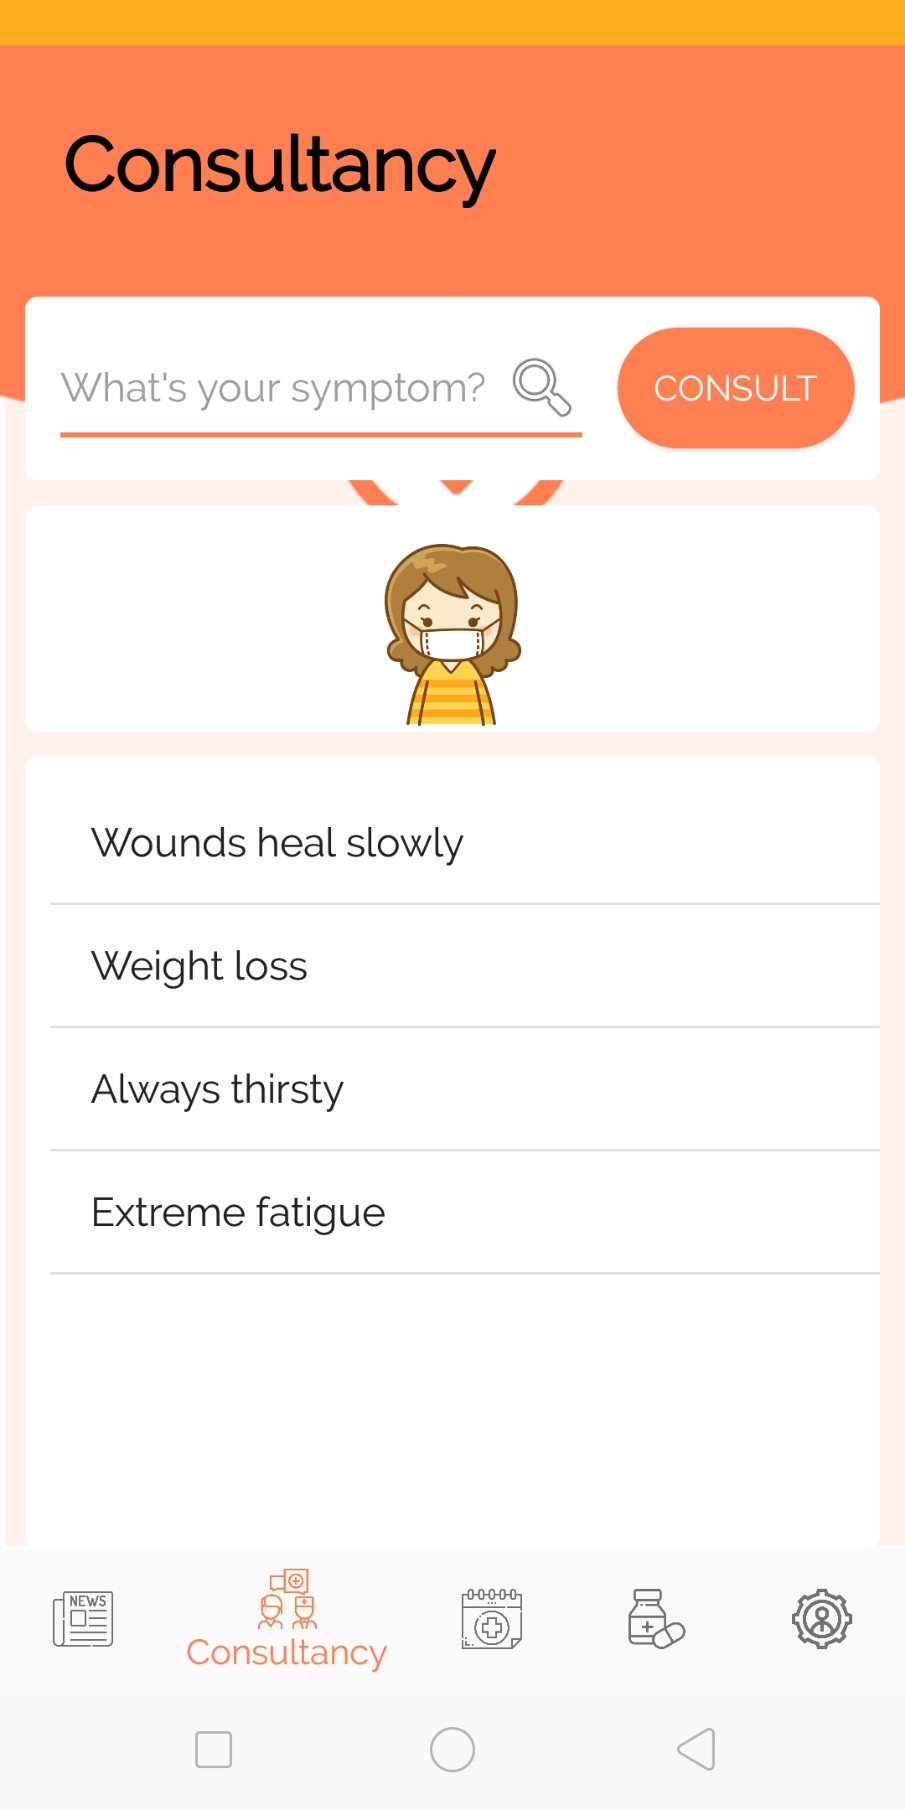 Consultancy
What's your symptom?
CONSULT
Wounds heal slowly
Weight loss
Always thirsty
Extreme fatigue
NEWS
Consultancy